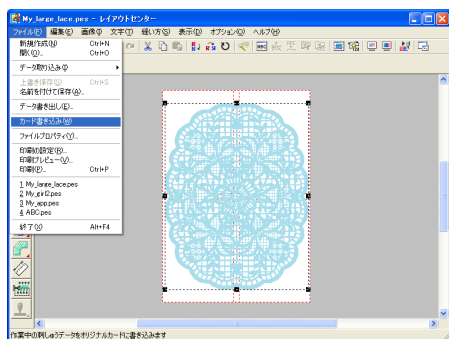 My_large_lace.pes - レイアウトセンター
ファイル(F) 編集(E) 画像(I) 文字(T) 縫い方(S) 表示(D) オプション(O) ヘルプ(H)
新規作成(N) Ctrl+N
開く(O)... Ctrl+O
データ取り込み
上書き保存(S) Ctrl+S
名前を付けて保存(A)...
データ書き出し(E)...
カード書き込み(W)
ファイルプロパティ(Y)...
印刷の設定(R)...
印刷プレビュー(V)...
印刷(P)... Ctrl+P
1 My_large_lace.pes
2 My_girl2.pes
3 My_app.pes
4 ABC.pes
終了(X) Alt+F4
作業中の刺しゅうデータをオリジナルカードに書き込みます